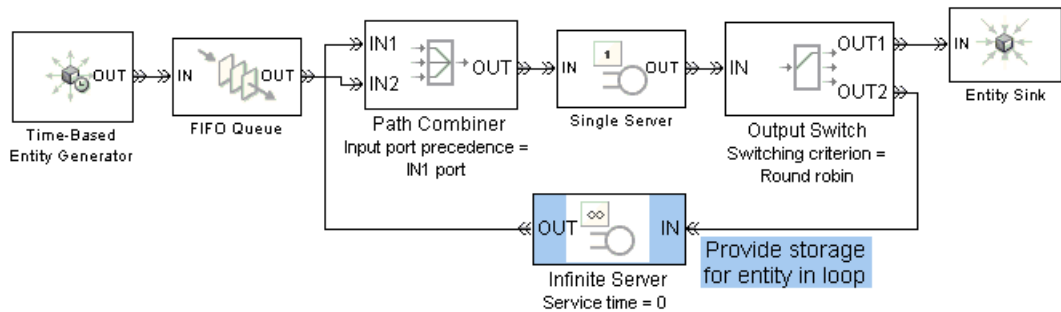 OUT
Time-Based
Entity Generator
IN
OUT
FIFO Queue
IN1
IN2
OUT
Path Combiner
Input port precedence =
IN1 port
IN
1
OUT
Single Server
IN
OUT1
OUT2
Output Switch
Switching criterion =
Round robin
IN
Entity Sink
OUT
∞
IN
Infinite Server
Service time = 0
Provide storage
for entity in loop